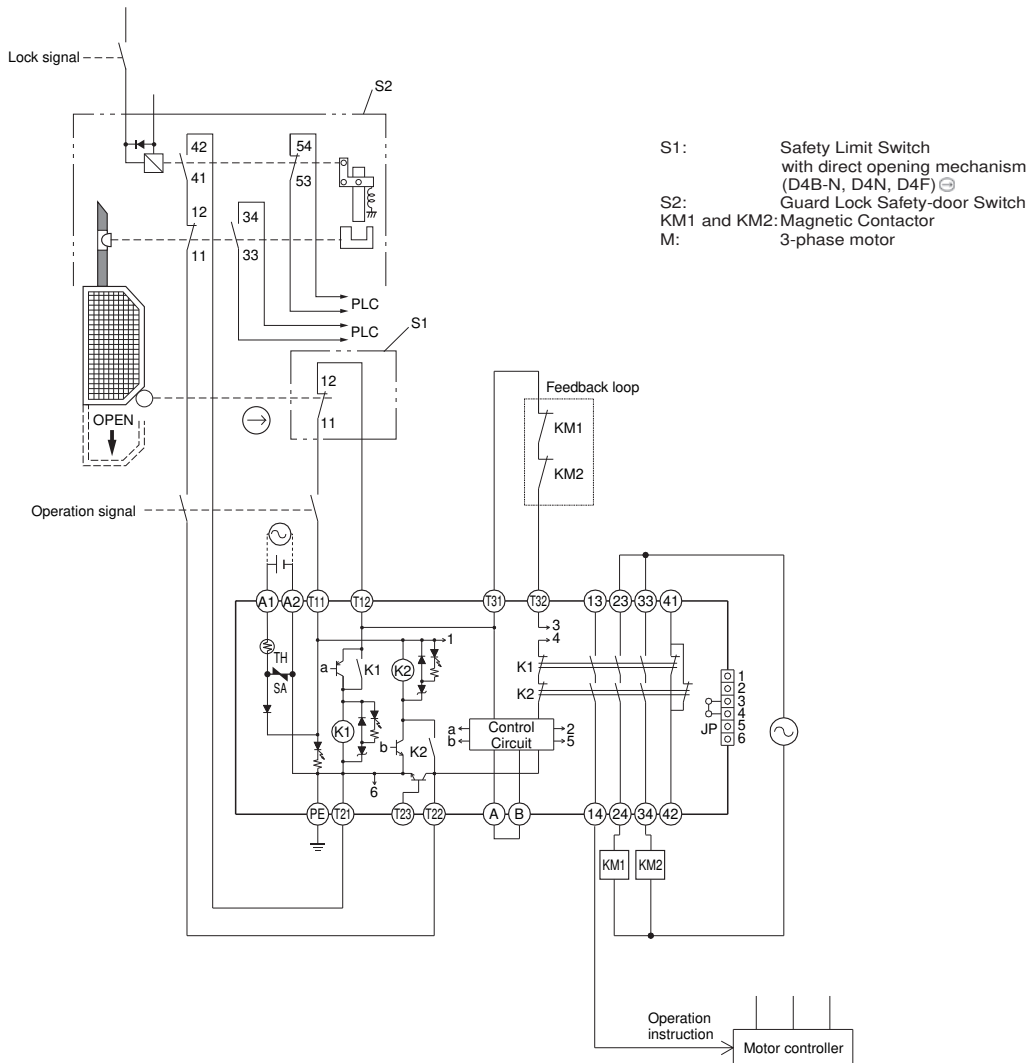 Lock signal
S2
42
54
41
53
12
34
11
33
PLC
PLC
S1
12
11
OPEN
Operation signal
S1: Safety Limit Switch
with direct opening mechanism
(D4B-N, D4N, D4F)
S2: Guard Lock Safety-door Switch
KM1 and KM2: Magnetic Contactor
M: 3-phase motor
Feedback loop
KM1
KM2
A1 A2 T11 T12 T31 T32 13 23 33 41
TH
SA
a
K1
K1
K2
1
b
K2
6
3
4
K1
K2
a
b
Control
Circuit
2
5
JP
1
2
3
4
5
6
PE T21 T23 T22 A B 14 24 34 42
KM1
KM2
Operation
instruction
Motor controller